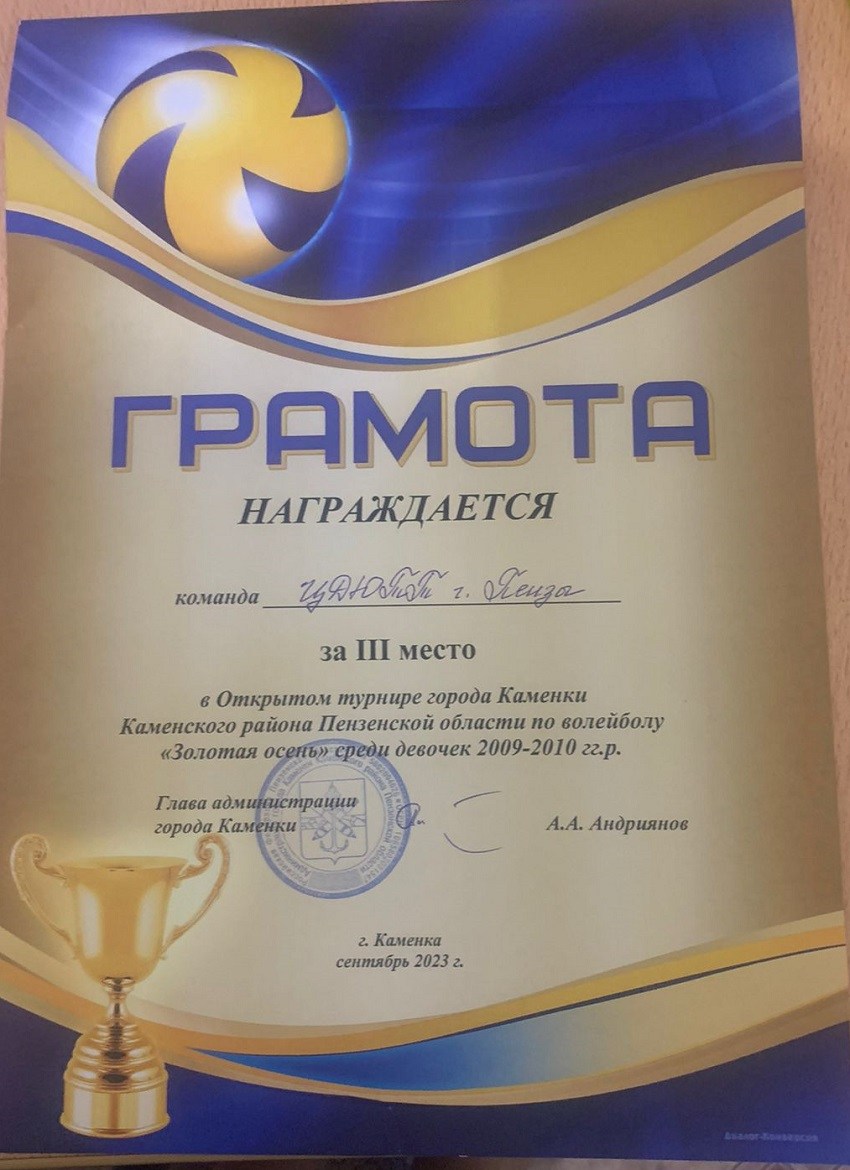 ГРАМОТА
НАГРАЖДАЕТСЯ
команда ЦДЮТиТ г. Пенза
за III место
в Открытом турнире города Каменки
Каменского района Пензенской области по волейболу
«Золотая осень» среди девочек 2009-2010 гг.р.
Глава администрации
города Каменки
А.А. Андриянов
г. Каменка
сентябрь 2023 г.